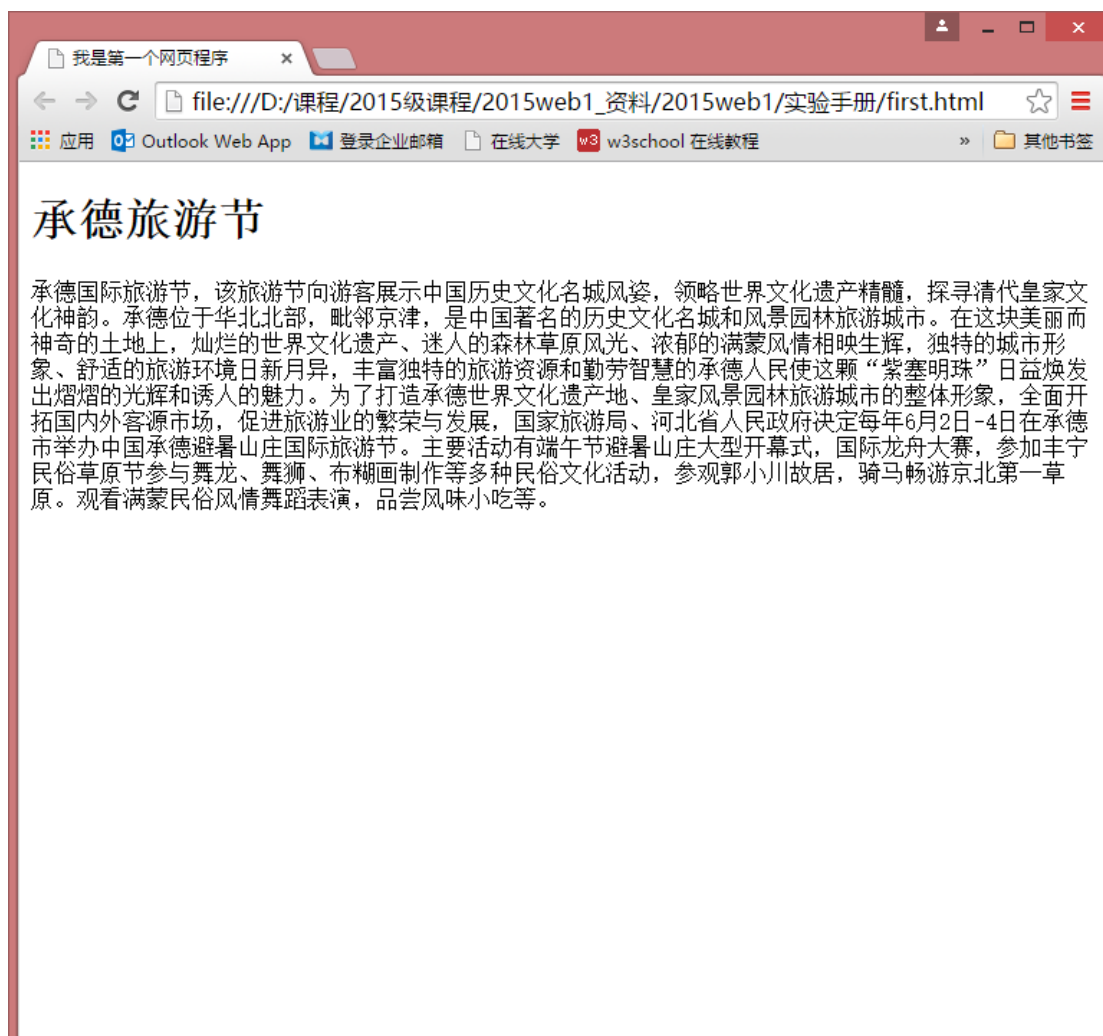 我是第一个网页程序
file:///D:/课程/2015级课程/2015web1_资料/2015web1/实验手册/first.html
应用 Outlook Web App 登录企业邮箱 在线大学 w3 w3school 在线教程 » 其他书签
承德旅游节
承德国际旅游节，该旅游节向游客展示中国历史文化名城风姿，领略世界文化遗产精髓，探寻清代皇家文
化神韵。承德位于华北北部，毗邻京津，是中国著名的历史文化名城和风景园林旅游城市。在这块美丽而
神奇的土地上，灿烂的世界文化遗产、迷人的森林草原风光、浓郁的满蒙风情相映生辉，独特的城市形
象、舒适的旅游环境日新月异，丰富独特的旅游资源和勤劳智慧的承德人民使这颗“紫塞明珠”日益焕发
出熠熠的光辉和诱人的魅力。为了打造承德世界文化遗产地、皇家风景园林旅游城市的整体形象，全面开
拓国内外客源市场，促进旅游业的繁荣与发展，国家旅游局、河北省人民政府决定每年6月2日-4日在承德
市举办中国承德避暑山庄国际旅游节。主要活动有端午节避暑山庄大型开幕式，国际龙舟大赛，参加丰宁
民俗草原节参与舞龙、舞狮、布糊画制作等多种民俗文化活动，参观郭小川故居，骑马畅游京北第一草
原。观看满蒙民俗风情舞蹈表演，品尝风味小吃等。